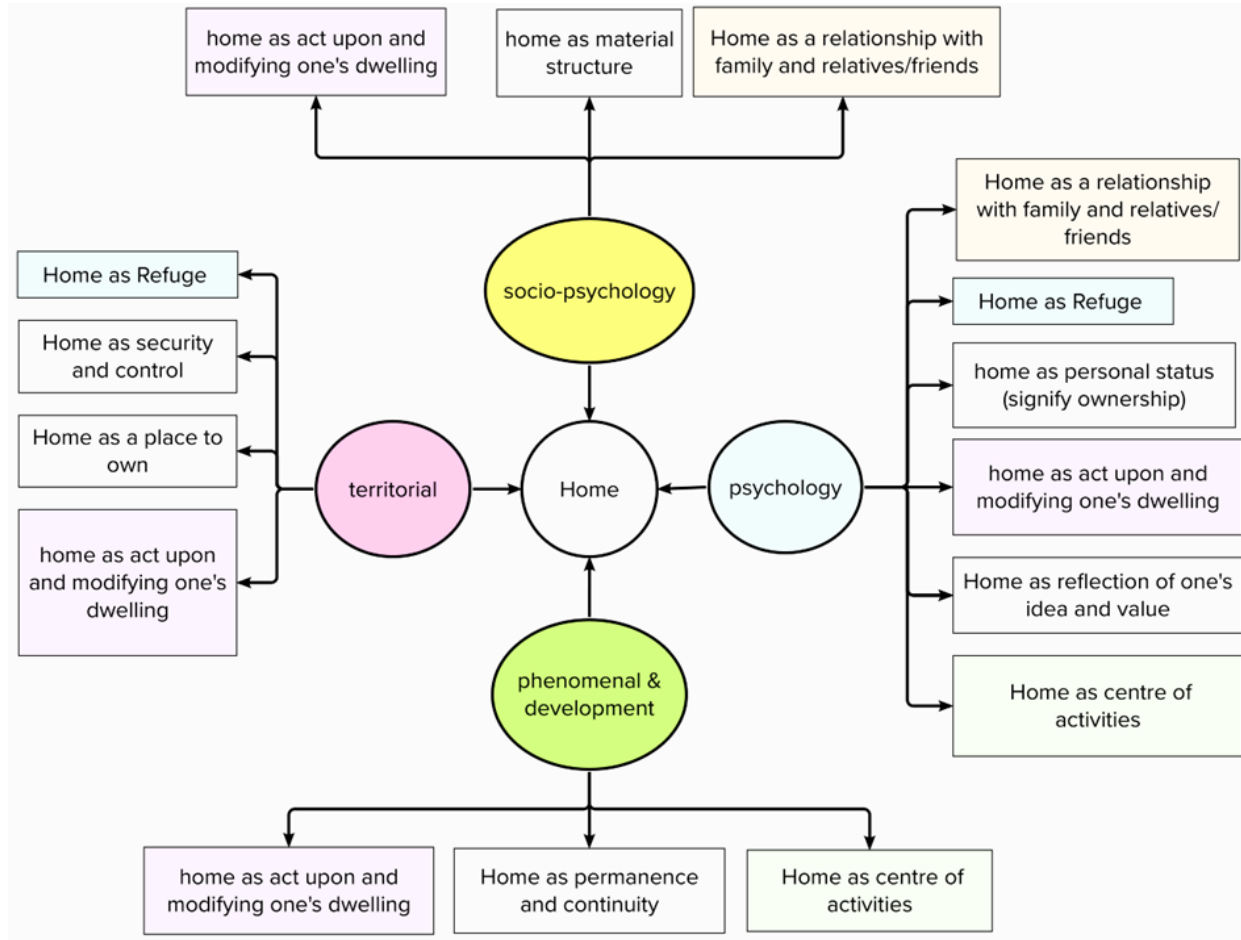 home as act upon and
modifying one's dwelling
home as material
structure
Home as a relationship with
family and relatives/friends
socio-psychology
Home as Refuge
Home as security
and control
Home as a place to
own
home as act upon
and modifying one's
dwelling
territorial
Home
psychology
Home as a relationship
with family and relatives/
friends
Home as Refuge
home as personal status
(signify ownership)
home as act upon and
modifying one's dwelling
Home as reflection of one's
idea and value
Home as centre of
activities
phenomenal &
development
home as act upon and
modifying one's dwelling
Home as permanence
and continuity
Home as centre of
activities